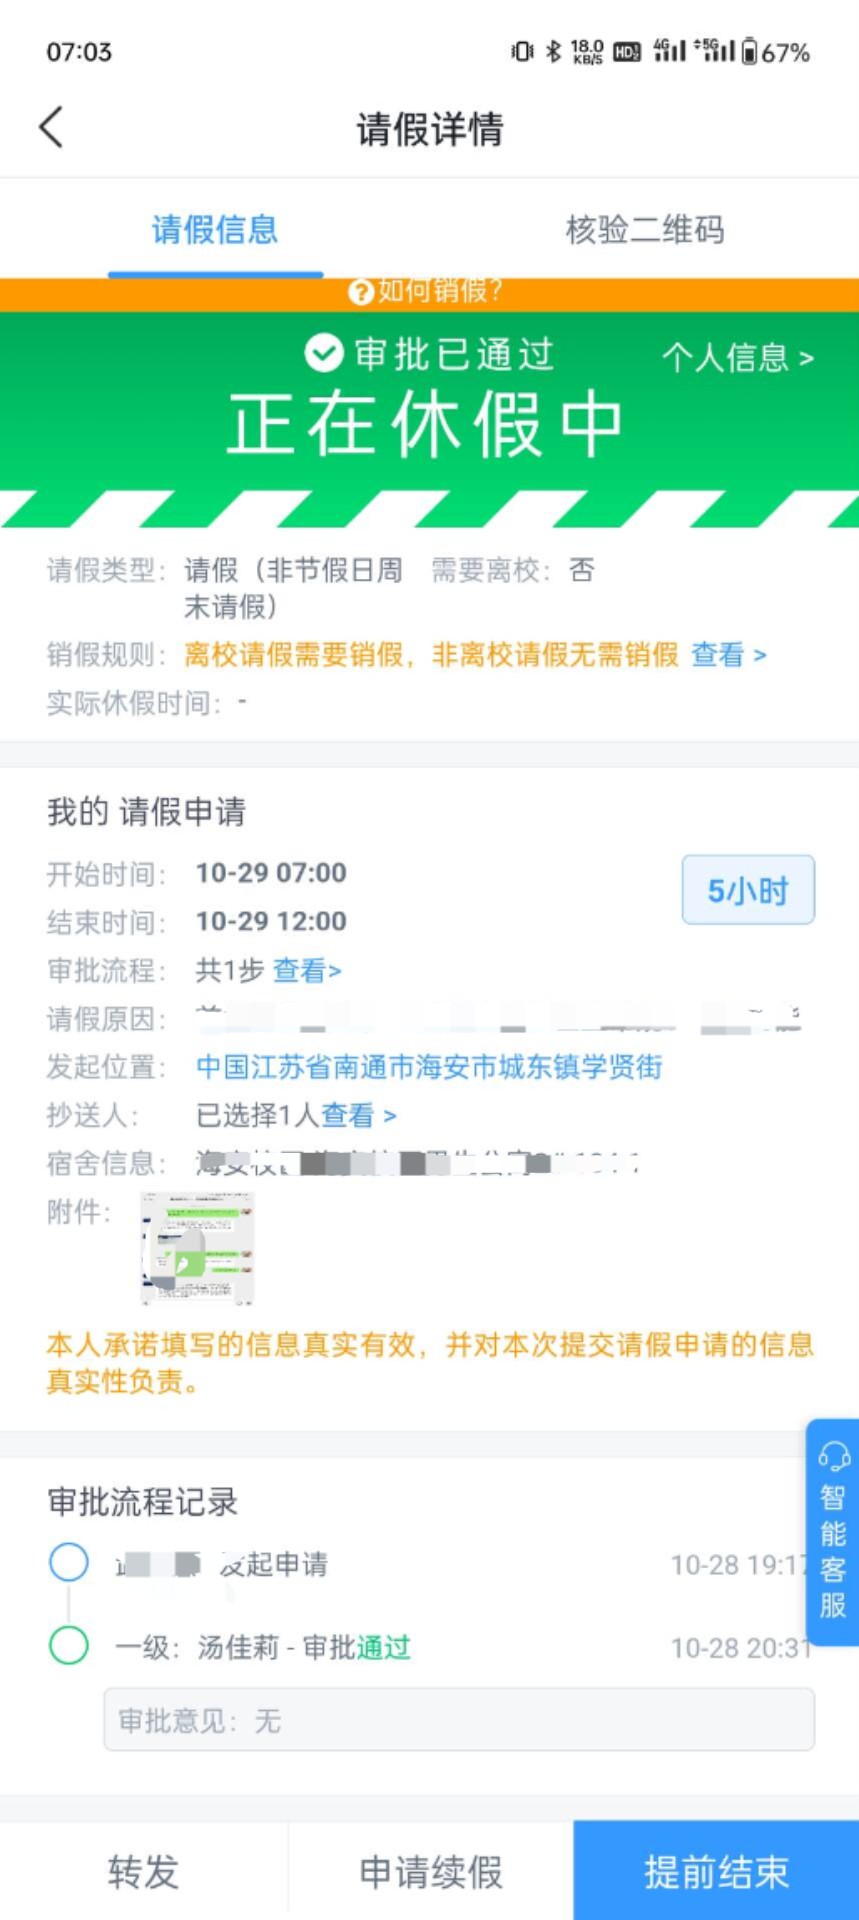 07:03
18.0 KB/S HD2 4G 5G 67%
请假详情
请假信息 核验二维码
?如何销假?
审批已通过 个人信息 >
正在休假中
请假类型: 请假（非节假日周末请假） 需要离校: 否
销假规则: 离校请假需要销假，非离校请假无需销假 查看 >
实际休假时间: -
我的 请假申请
开始时间: 10-29 07:00
5小时
结束时间: 10-29 12:00
审批流程: 共1步 查看>
请假原因:
发起位置: 中国江苏省南通市海安市城东镇学贤街
抄送人: 已选择1人查看 >
宿舍信息:
附件:
本人承诺填写的信息真实有效，并对本次提交请假申请的信息
真实性负责。
智能客服
审批流程记录
发起申请 10-28 19:17
一级: 汤佳莉 - 审批通过 10-28 20:31
审批意见: 无
转发 申请续假 提前结束